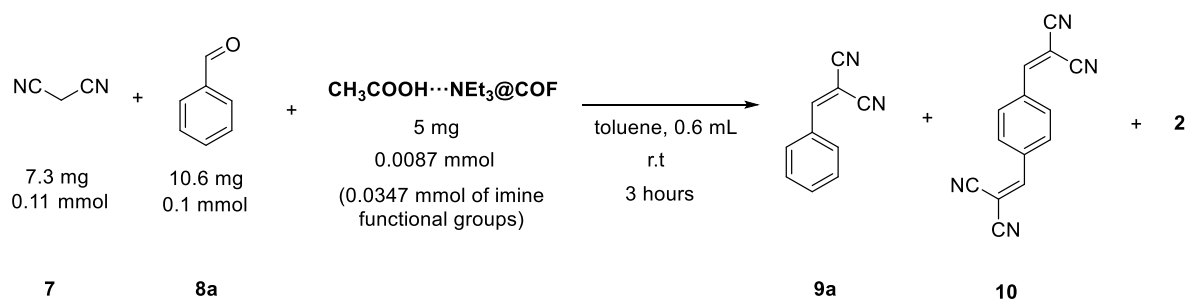 NC
CN
7.3 mg
0.11 mmol
7
+
O
10.6 mg
0.1 mmol
8a
+
CH3COOH···NEt3@COF
5 mg
0.0087 mmol
(0.0347 mmol of imine
functional groups)
toluene, 0.6 mL
r.t
3 hours
CN
CN
9a
+
CN
CN
NC
CN
10
+
2